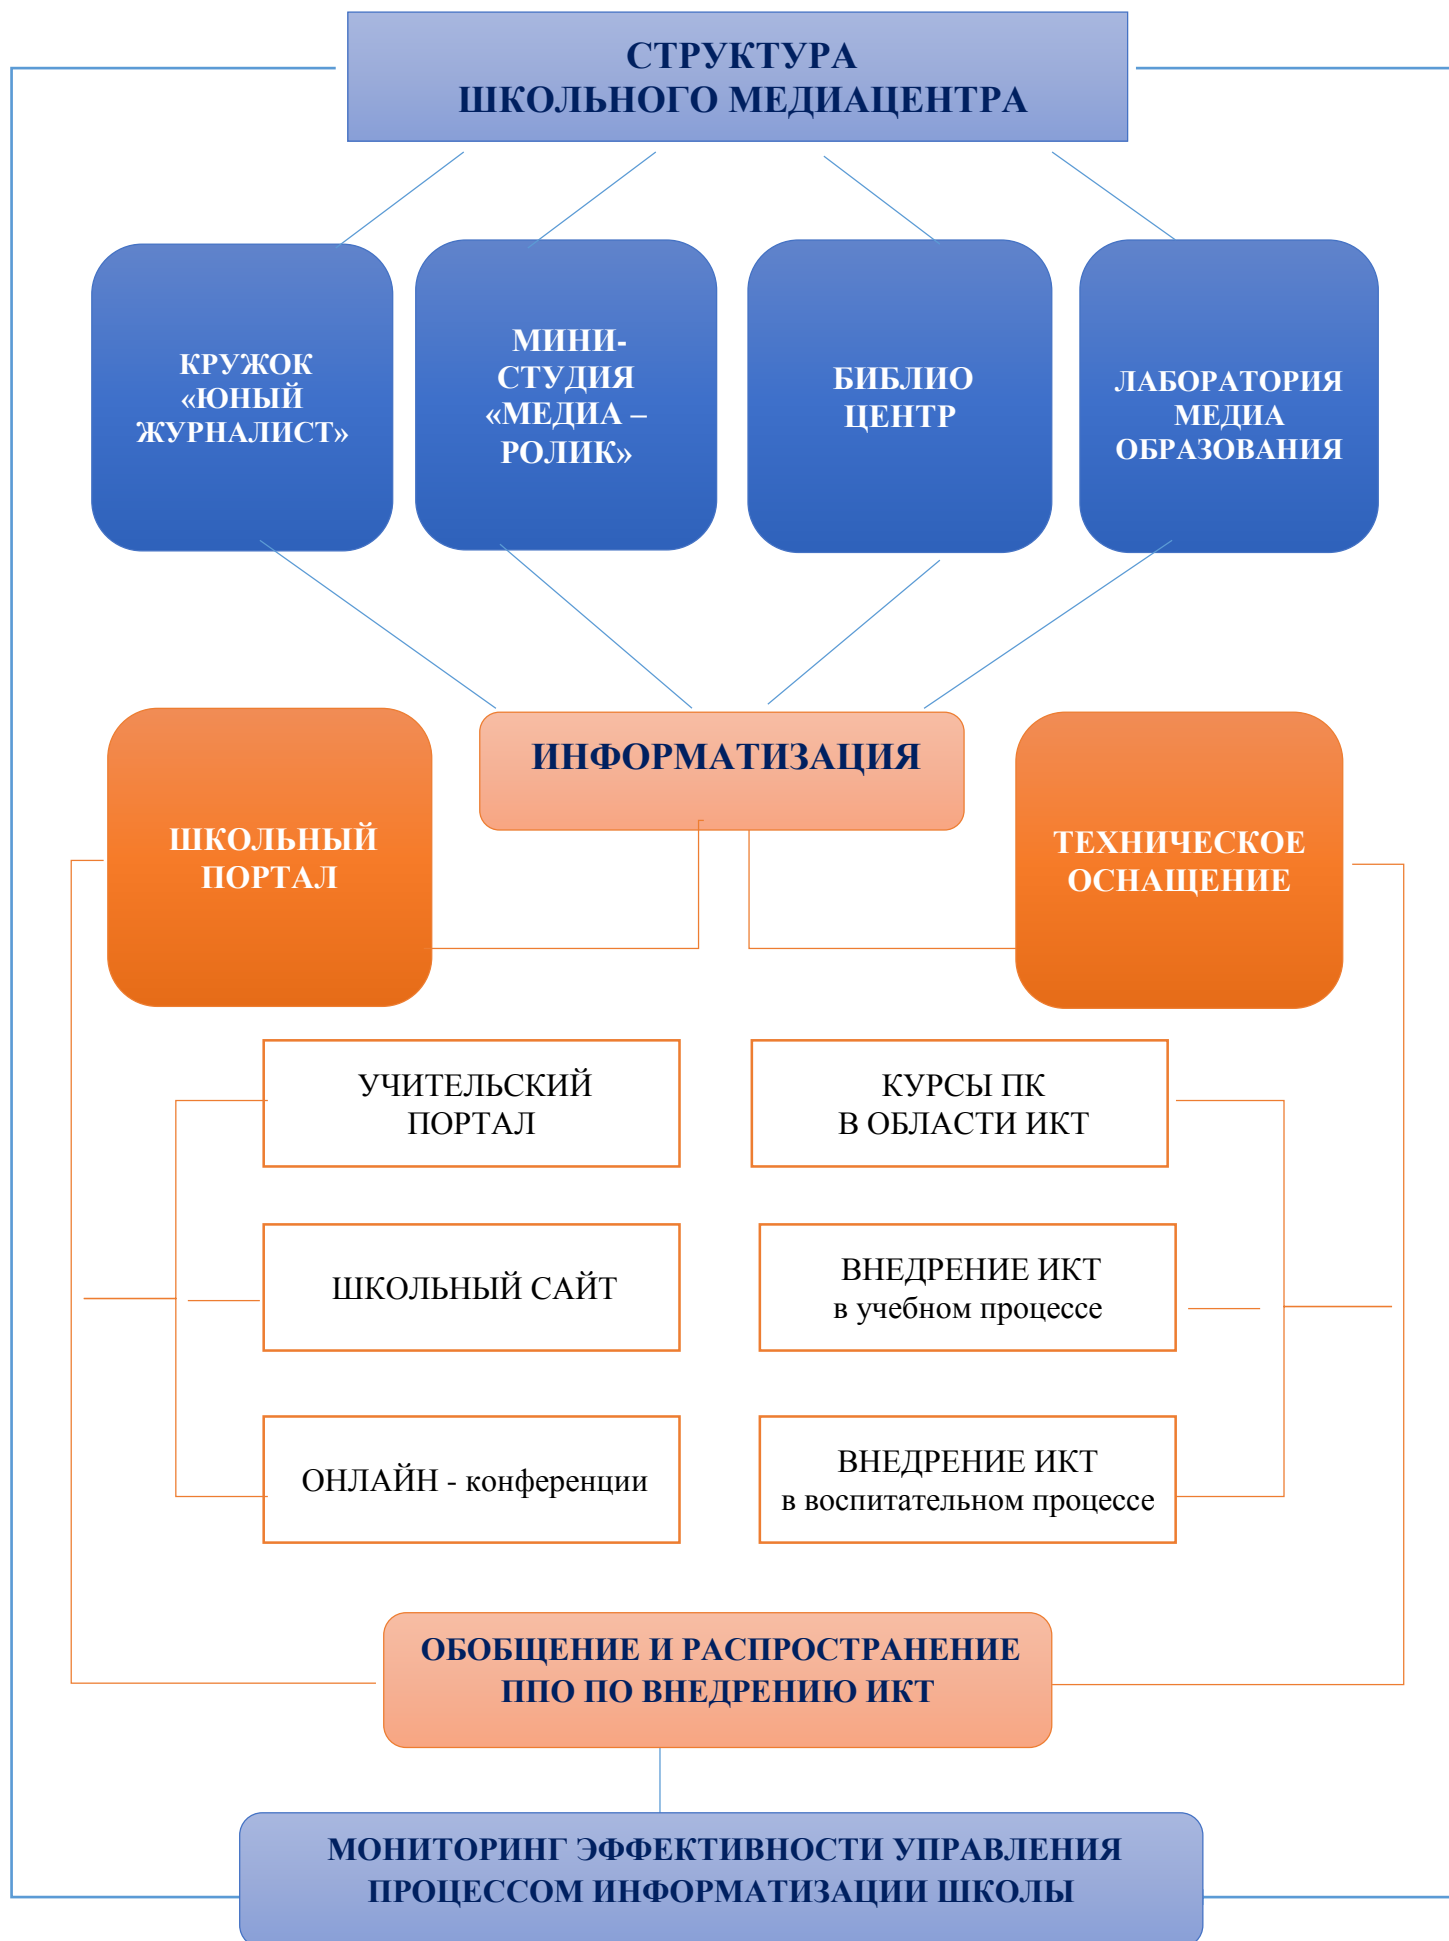 СТРУКТУРА
ШКОЛЬНОГО МЕДИАЦЕНТРА
КРУЖОК
«ЮНЫЙ
ЖУРНАЛИСТ»
МИНИ-
СТУДИЯ
«МЕДИА –
РОЛИК»
БИБЛИО
ЦЕНТР
ЛАБОРАТОРИЯ
МЕДИА
ОБРАЗОВАНИЯ
ИНФОРМАТИЗАЦИЯ
ШКОЛЬНЫЙ
ПОРТАЛ
ТЕХНИЧЕСКОЕ
ОСНАЩЕНИЕ
УЧИТЕЛЬСКИЙ
ПОРТАЛ
КУРСЫ ПК
В ОБЛАСТИ ИКТ
ШКОЛЬНЫЙ САЙТ
ВНЕДРЕНИЕ ИКТ
в учебном процессе
ОНЛАЙН - конференции
ВНЕДРЕНИЕ ИКТ
в воспитательном процессе
ОБОБЩЕНИЕ И РАСПРОСТРАНЕНИЕ
ППО ПО ВНЕДРЕНИЮ ИКТ
МОНИТОРИНГ ЭФФЕКТИВНОСТИ УПРАВЛЕНИЯ
ПРОЦЕССОМ ИНФОРМАТИЗАЦИИ ШКОЛЫ